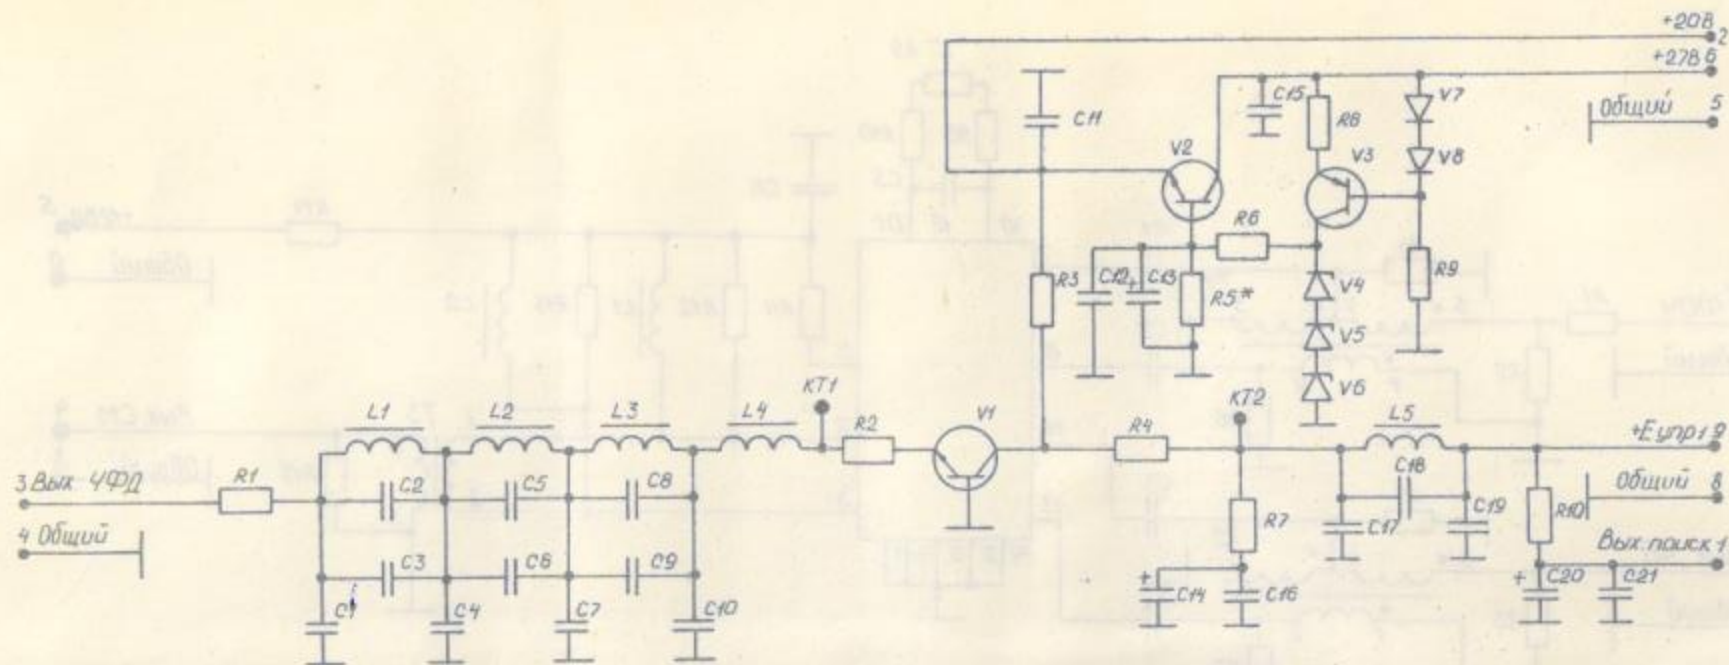 +20В 2
+27В 6
Общий 5
C11
C15
R8
V7
V2
V3
V8
R6
R3
C12
+
C13
R5*
V4
R9
V5
V6
КТ1
КТ2
L1
L2
L3
L4
R2
V1
R4
L5
+Еупр1 9
3 Вых ЧФД
R1
C2
C5
C8
R7
C18
Общий 8
4 Общий
C17
C19
R10
C3
C6
C9
Вых. поиск 1
C1
C4
C7
C10
+
C14
C16
+
C20
C21